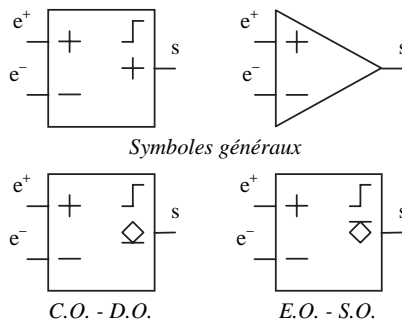 e⁺ + + s
e⁻ −
e⁺ + s
e⁻ −
Symboles généraux
e⁺ + s
e⁻ −
e⁺ + s
e⁻ −
C.O. - D.O.
E.O. - S.O.